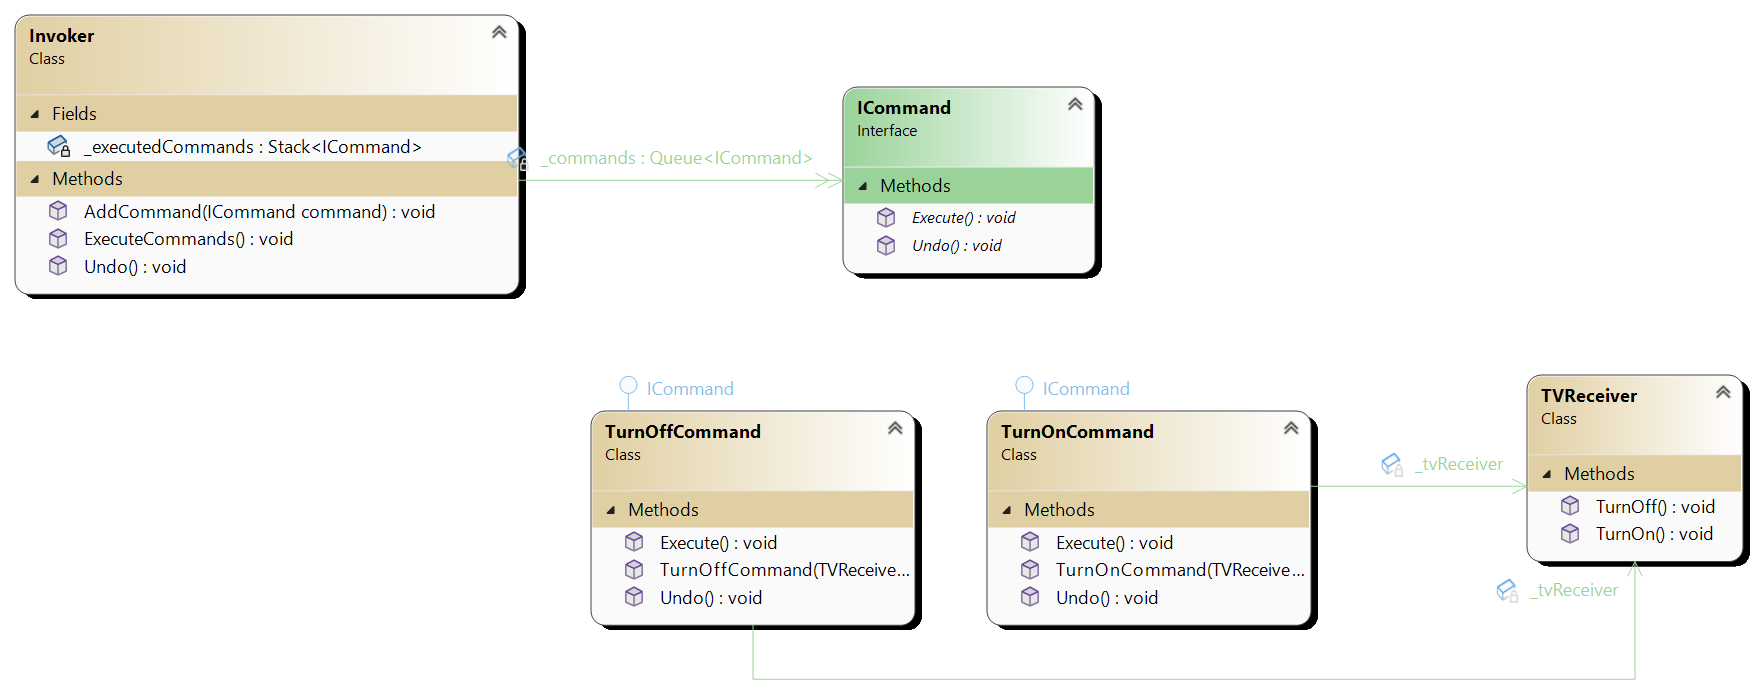 Invoker
Class
Fields
_executedCommands : Stack<ICommand>
Methods
AddCommand(ICommand command) : void
ExecuteCommands() : void
Undo() : void
_commands : Queue<ICommand>
ICommand
Interface
Methods
Execute() : void
Undo() : void
ICommand
TurnOffCommand
Class
Methods
Execute() : void
TurnOffCommand(TVReceive...
Undo() : void
ICommand
TurnOnCommand
Class
Methods
Execute() : void
TurnOnCommand(TVReceive...
Undo() : void
_tvReceiver
TVReceiver
Class
Methods
TurnOff() : void
TurnOn() : void
_tvReceiver